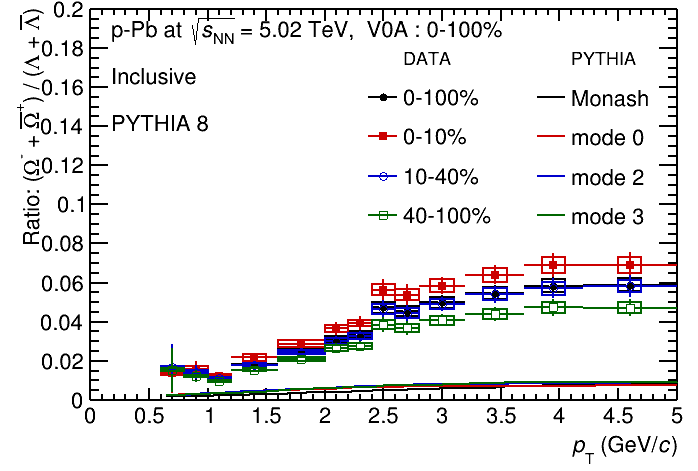 p-Pb at √s_NN = 5.02 TeV, V0A : 0-100%
Inclusive
PYTHIA 8
DATA PYTHIA
0-100% Monash
0-10% mode 0
10-40% mode 2
40-100% mode 3
Ratio: (Ω⁻ + Ω̅⁺) / (Λ + Λ̅)
0.2
0.18
0.16
0.14
0.12
0.1
0.08
0.06
0.04
0.02
0
0 0.5 1 1.5 2 2.5 3 3.5 4 4.5 5
p_T (GeV/c)